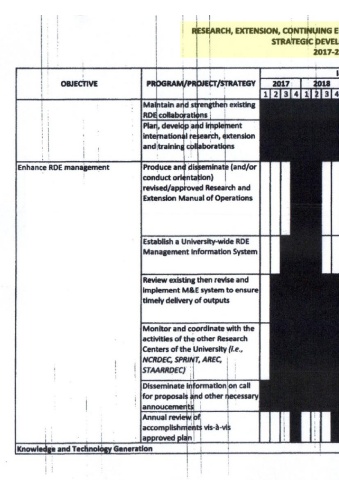 RESEARCH, EXTENSION, CONTINUING E
STRATEGIC DEVEL
2017-2
OBJECTIVE
PROGRAM/PROJECT/STRATEGY
2017
2018
1 2 3 4 1 2 3 4
Maintain and strengthen existing
RDE collaborations
Plan, develop and implement
international research, extension
and training collaborations
Enhance RDE management
Produce and disseminate (and/or
conduct orientation)
revised/approved Research and
Extension Manual of Operations
Establish a University-wide RDE
Management Information System
Review existing then revise and
implement M&E system to ensure
timely delivery of outputs
Monitor and coordinate with the
activities of the other Research
Centers of the University (i.e.,
NCRDEC, SPRINT, AREC,
STAARRDEC)
Disseminate information on call
for proposals and other necessary
annoucements
Annual review of
accomplishments vis-à-vis
approved plan
Knowledge and Technology Generation